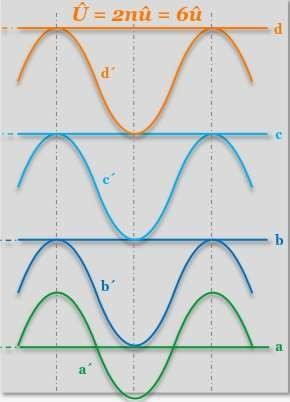 Û = 2nû = 6û
d
d´
c
c´
b
b´
a
a´